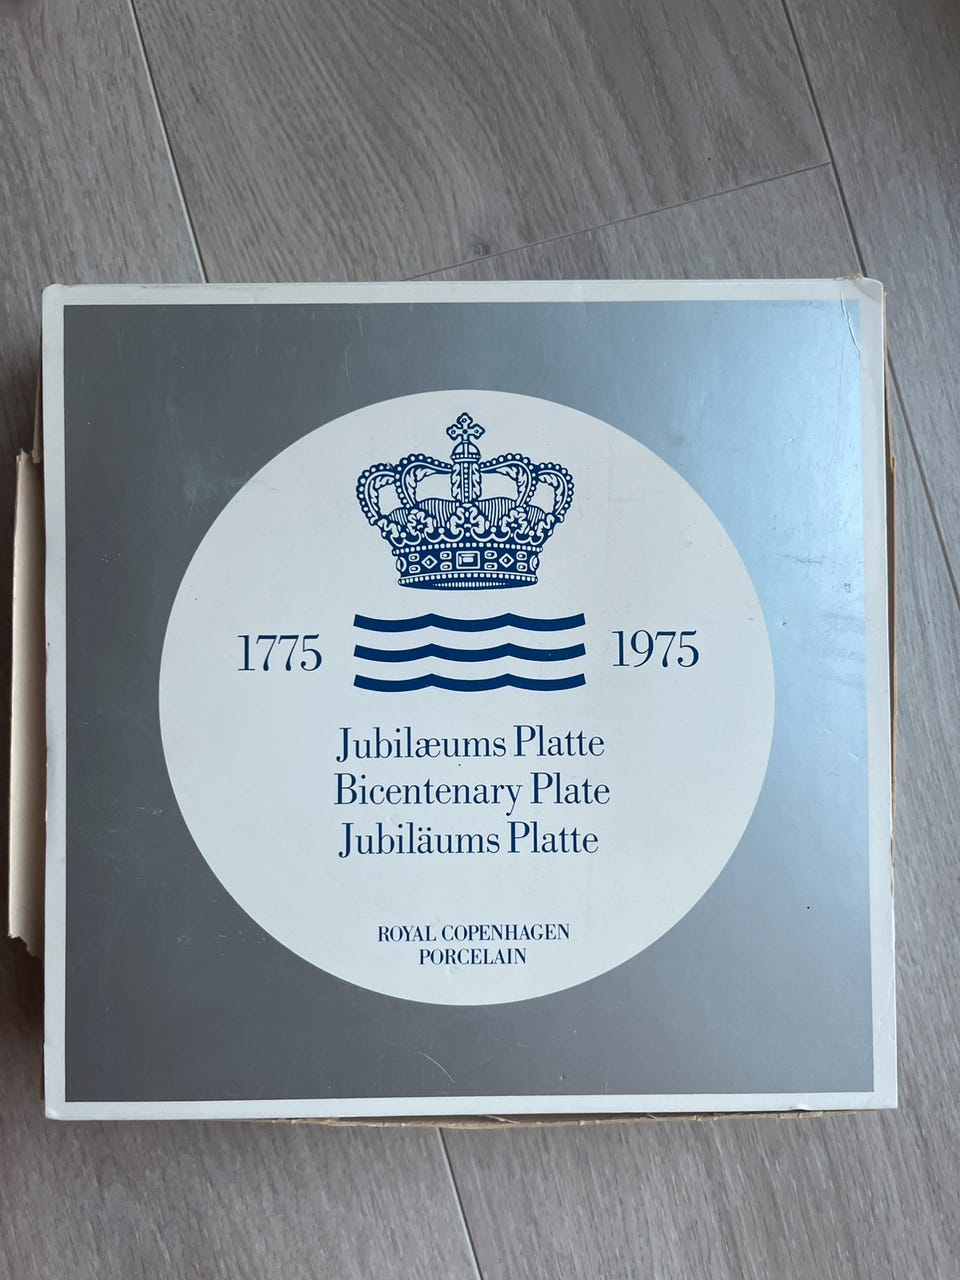 1775 1975
Jubilæums Platte
Bicentenary Plate
Jubiläums Platte
ROYAL COPENHAGEN
PORCELAIN